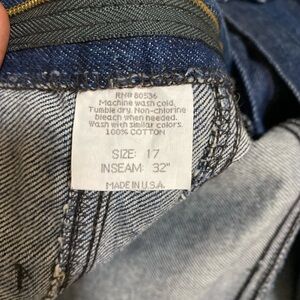 RN# 80536
Machine wash cold.
Tumble dry. Non-chlorine
bleach when needed.
Wash with similar colors.
100% COTTON
SIZE: 17
INSEAM: 32"
MADE IN U.S.A.